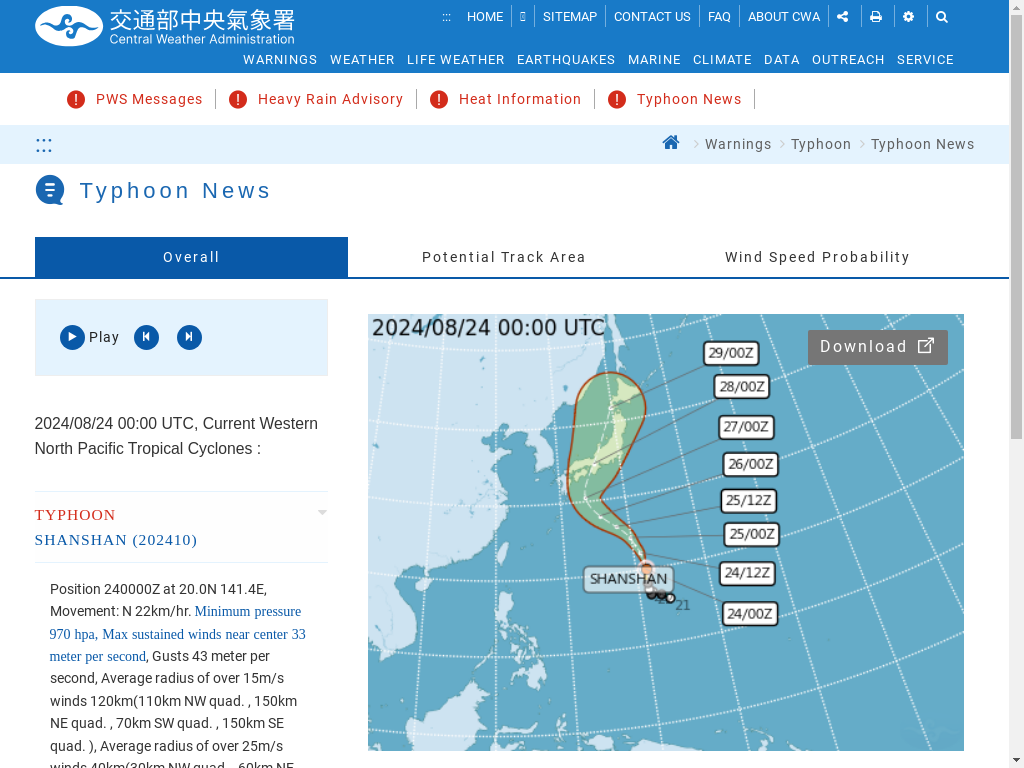 交通部中央氣象署
Central Weather Administration
::: HOME SITEMAP CONTACT US FAQ ABOUT CWA
WARNINGS WEATHER LIFE WEATHER EARTHQUAKES MARINE CLIMATE DATA OUTREACH SERVICE
PWS Messages Heavy Rain Advisory Heat Information Typhoon News
::: Warnings Typhoon Typhoon News
Typhoon News
Overall Potential Track Area Wind Speed Probability
Play
2024/08/24 00:00 UTC, Current Western
North Pacific Tropical Cyclones :
TYPHOON
SHANSHAN (202410)
Position 240000Z at 20.0N 141.4E,
Movement: N 22km/hr. Minimum pressure
970 hpa, Max sustained winds near center 33
meter per second, Gusts 43 meter per
second, Average radius of over 15m/s
winds 120km(110km NW quad. , 150km
NE quad. , 70km SW quad. , 150km SE
quad. ), Average radius of over 25m/s
winds 40km(30km NW quad. , 60km NE
2024/08/24 00:00 UTC
Download
29/00Z
28/00Z
27/00Z
26/00Z
25/12Z
25/00Z
24/12Z
24/00Z
SHANSHAN
21